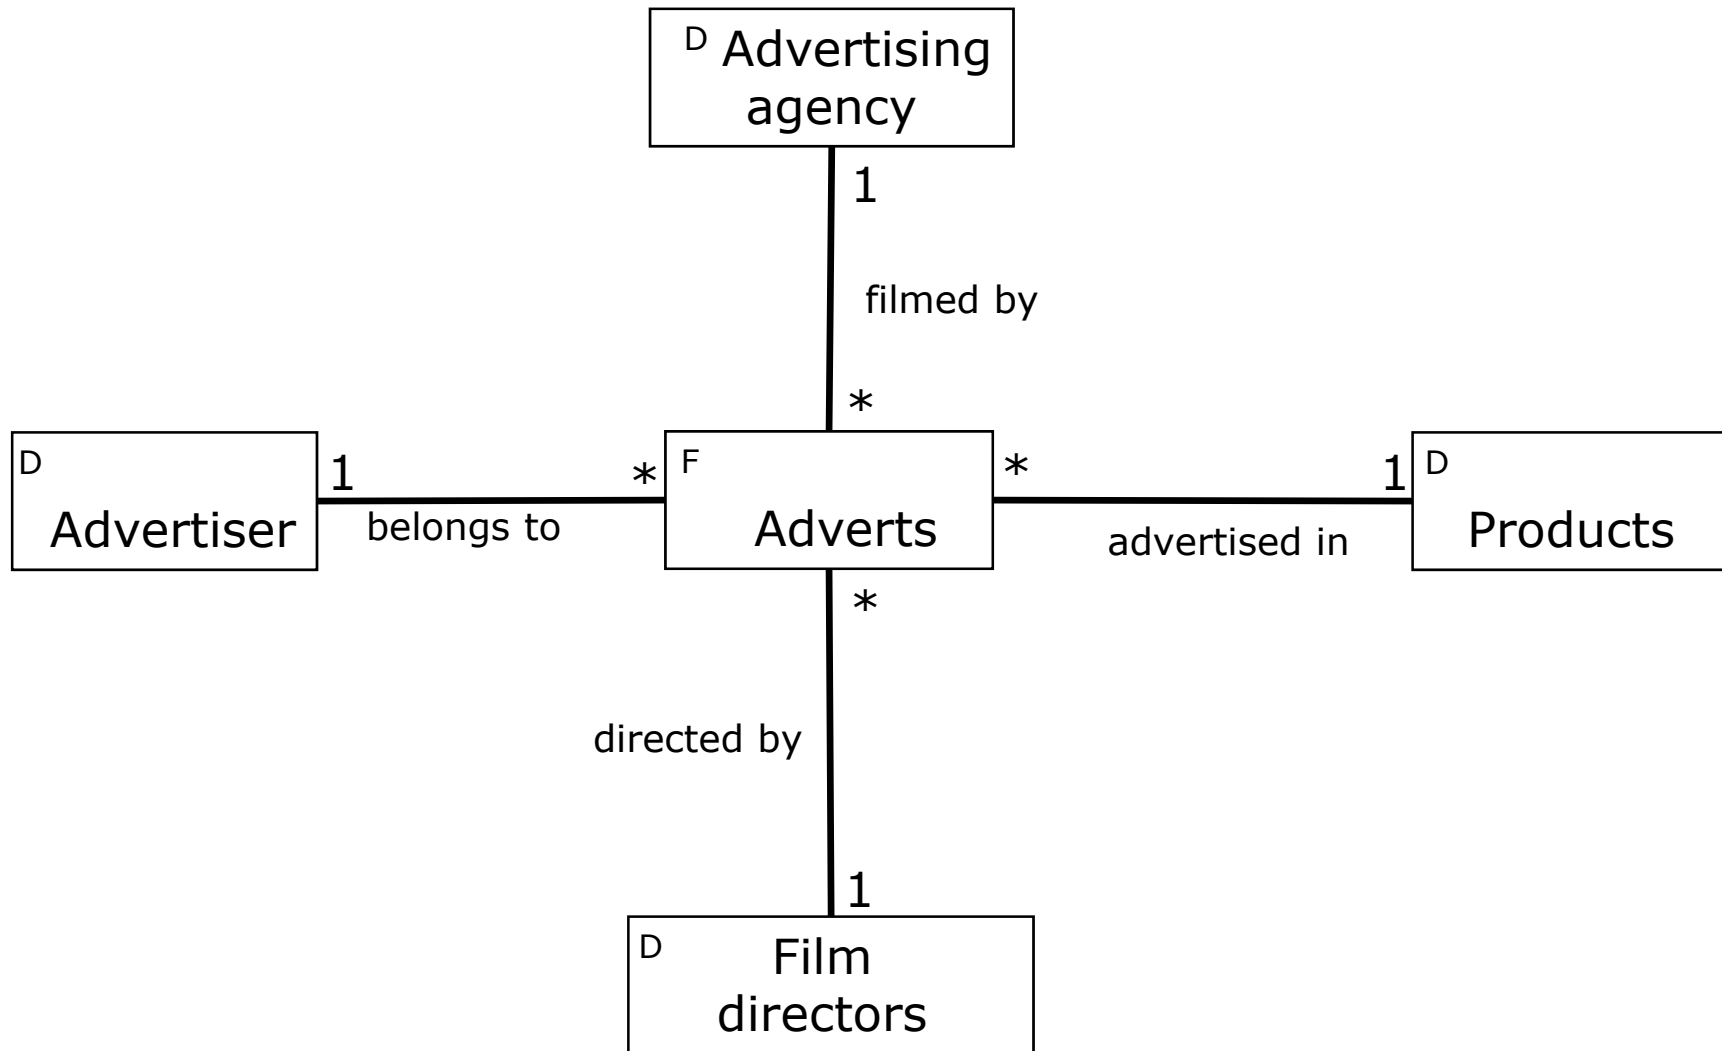 D Advertising
agency
1
filmed by
*
D
Advertiser
1
belongs to
*
F
Adverts
*
advertised in
1
D
Products
*
directed by
1
D
Film
directors